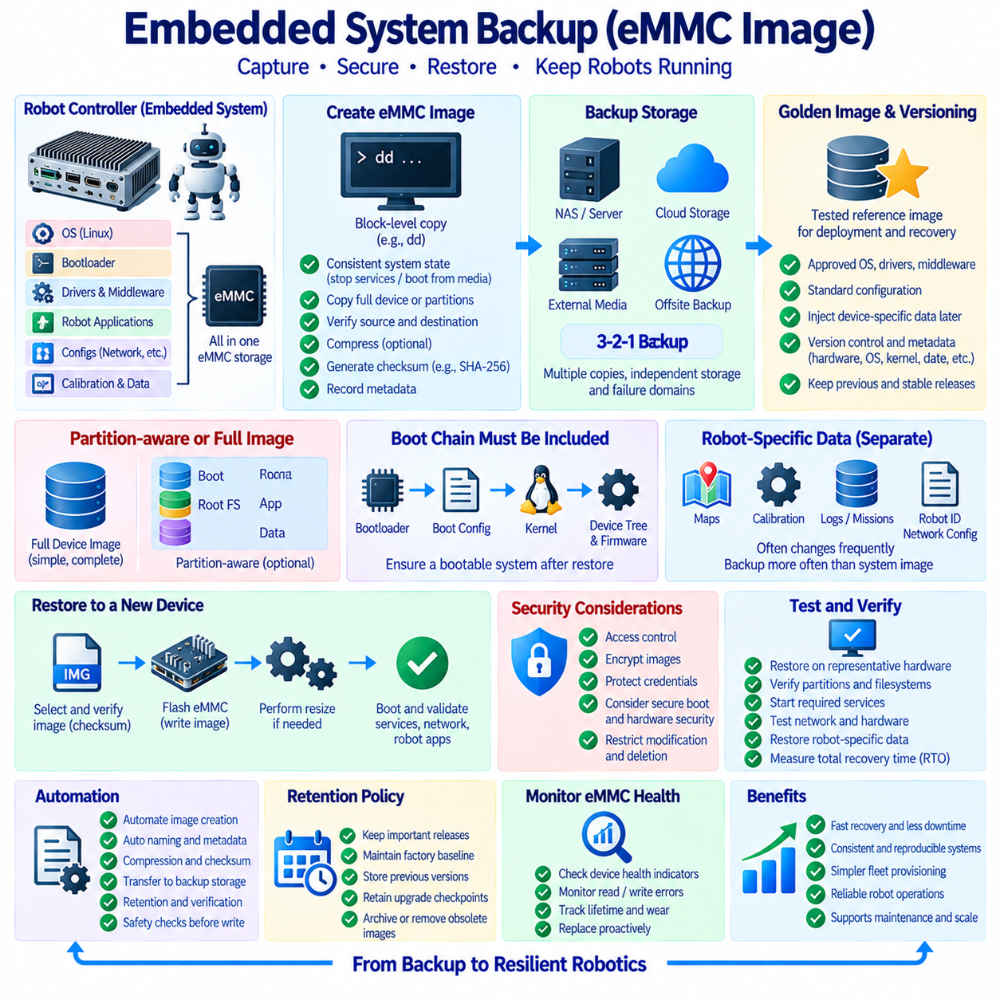 Embedded System Backup (eMMC Image)
Capture • Secure • Restore • Keep Robots Running
Robot Controller (Embedded System)
OS (Linux)
Bootloader
Drivers & Middleware
Robot Applications
Configs (Network, etc.)
Calibration & Data
eMMC
All in one
eMMC storage
Create eMMC Image
> dd ...
Block-level copy
(e.g., dd)
Consistent system state
(stop services / boot from media)
Copy full device or partitions
Verify source and destination
Compress (optional)
Generate checksum (e.g., SHA-256)
Record metadata
Backup Storage
NAS / Server
Cloud Storage
External Media
Offsite Backup
3-2-1 Backup
Multiple copies, independent storage
and failure domains
Golden Image & Versioning
Tested reference image
for deployment and recovery
Approved OS, drivers, middleware
Standard configuration
Inject device-specific data later
Version control and metadata
(hardware, OS, kernel, date, etc.)
Keep previous and stable releases
Partition-aware or Full Image
Full Device Image
(simple, complete)
Boot
Root FS
App
Data
Partition-aware (optional)
Boot Chain Must Be Included
Bootloader
Boot Config
Kernel
Device Tree
& Firmware
Ensure a bootable system after restore
Robot-Specific Data (Separate)
Maps
Calibration
Logs / Missions
Robot ID
Network Config
Often changes frequently
Backup more often than system image
Restore to a New Device
IMG
Select and verify
image (checksum)
Flash eMMC
(write image)
Perform resize
if needed
Boot and validate
services, network,
robot apps
Security Considerations
Access control
Encrypt images
Protect credentials
Consider secure boot
and hardware security
Restrict modification
and deletion
Test and Verify
Restore on representative hardware
Verify partitions and filesystems
Start required services
Test network and hardware
Restore robot-specific data
Measure total recovery time (RTO)
Automation
Automate image creation
Auto naming and metadata
Compression and checksum
Transfer to backup storage
Retention and verification
Safety checks before write
Retention Policy
Keep important releases
Maintain factory baseline
Store previous versions
Retain upgrade checkpoints
Archive or remove obsolete
images
Monitor eMMC Health
Check device health indicators
Monitor read / write errors
Track lifetime and wear
Replace proactively
Benefits
Fast recovery and less downtime
Consistent and reproducible systems
Simpler fleet provisioning
Reliable robot operations
Supports maintenance and scale
From Backup to Resilient Robotics